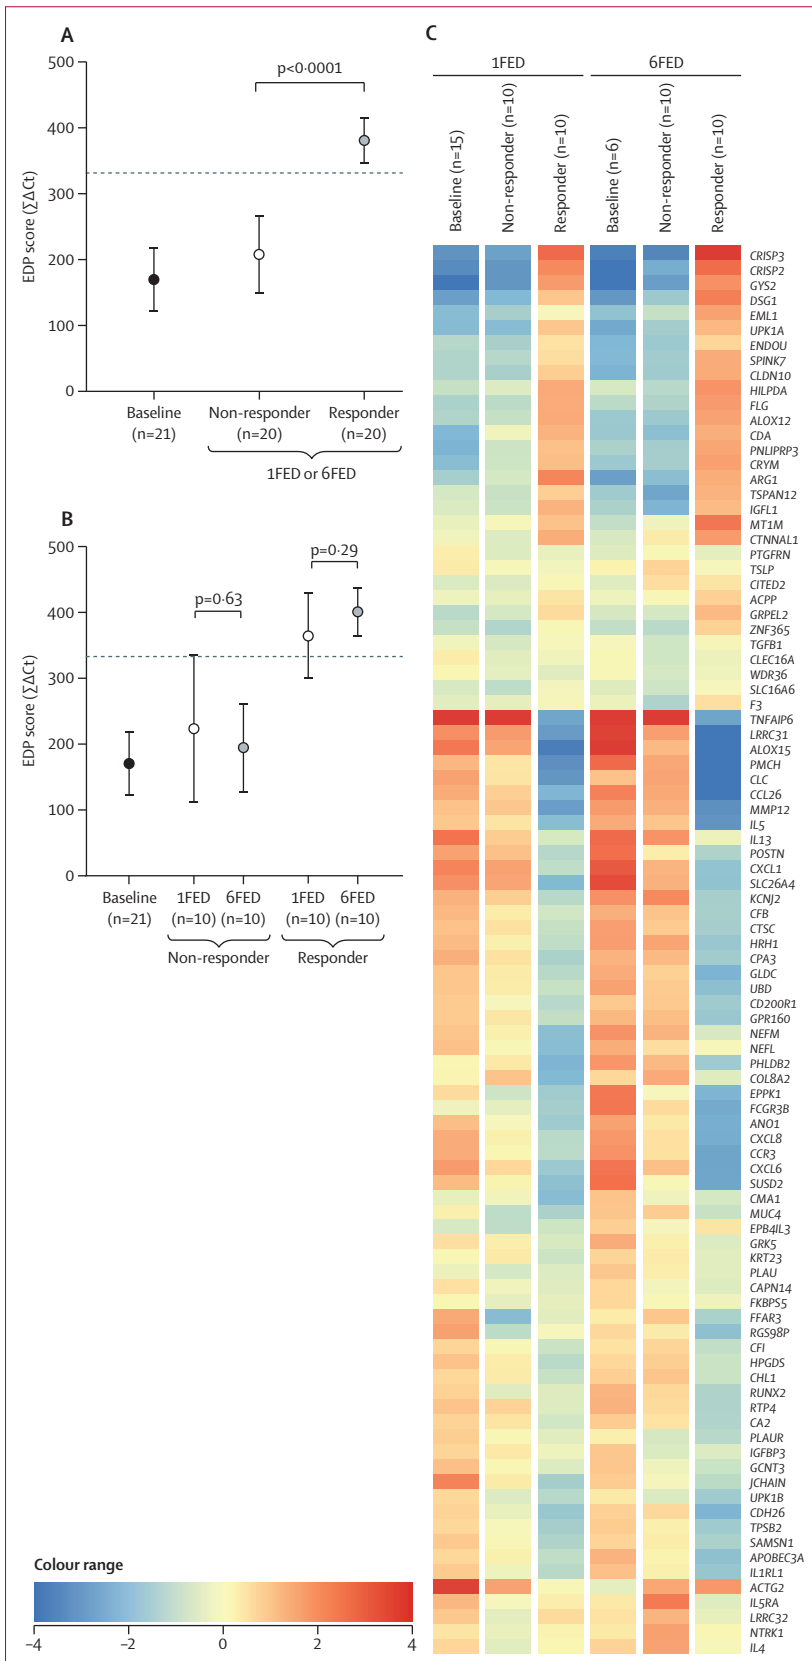 A
500
400
300
200
100
0
EDP score (∑ΔCt)
p<0·0001
Baseline
(n=21)
Non-responder
(n=20)
Responder
(n=20)
1FED or 6FED
B
500
400
300
200
100
0
EDP score (∑ΔCt)
p=0·63
p=0·29
Baseline
(n=21)
1FED
(n=10)
6FED
(n=10)
1FED
(n=10)
6FED
(n=10)
Non-responder
Responder
C
1FED
6FED
Baseline (n=15)
Non-responder (n=10)
Responder (n=10)
Baseline (n=6)
Non-responder (n=10)
Responder (n=10)
CRISP3
CRISP2
GYS2
DSG1
EML1
UPK1A
ENDOU
SPINK7
CLDN10
HILPDA
FLG
ALOX12
CDA
PNLIPRP3
CRYM
ARG1
TSPAN12
IGFL1
MT1M
CTNNAL1
PTGFRN
TSLP
CITED2
ACPP
GRPEL2
ZNF365
TGFB1
CLEC16A
WDR36
SLC16A6
F3
TNFAIP6
LRRC31
ALOX15
PMCH
CLC
CCL26
MMP12
IL5
IL13
POSTN
CXCL1
SLC26A4
KCNJ2
CFB
CTSC
HRH1
CPA3
GLDC
UBD
CD200R1
GPR160
NEFM
NEFL
PHLDB2
COL8A2
EPPK1
FCGR3B
ANO1
CXCL8
CCR3
CXCL6
SUSD2
CMA1
MUC4
EPB4IL3
GRK5
KRT23
PLAU
CAPN14
FKBPS5
FFAR3
RGS98P
CFI
HPGDS
CHL1
RUNX2
RTP4
CA2
PLAUR
IGFBP3
GCNT3
JCHAIN
UPK1B
CDH26
TPSB2
SAMSN1
APOBEC3A
IL1RL1
ACTG2
IL5RA
LRRC32
NTRK1
IL4
Colour range
−4
−2
0
2
4